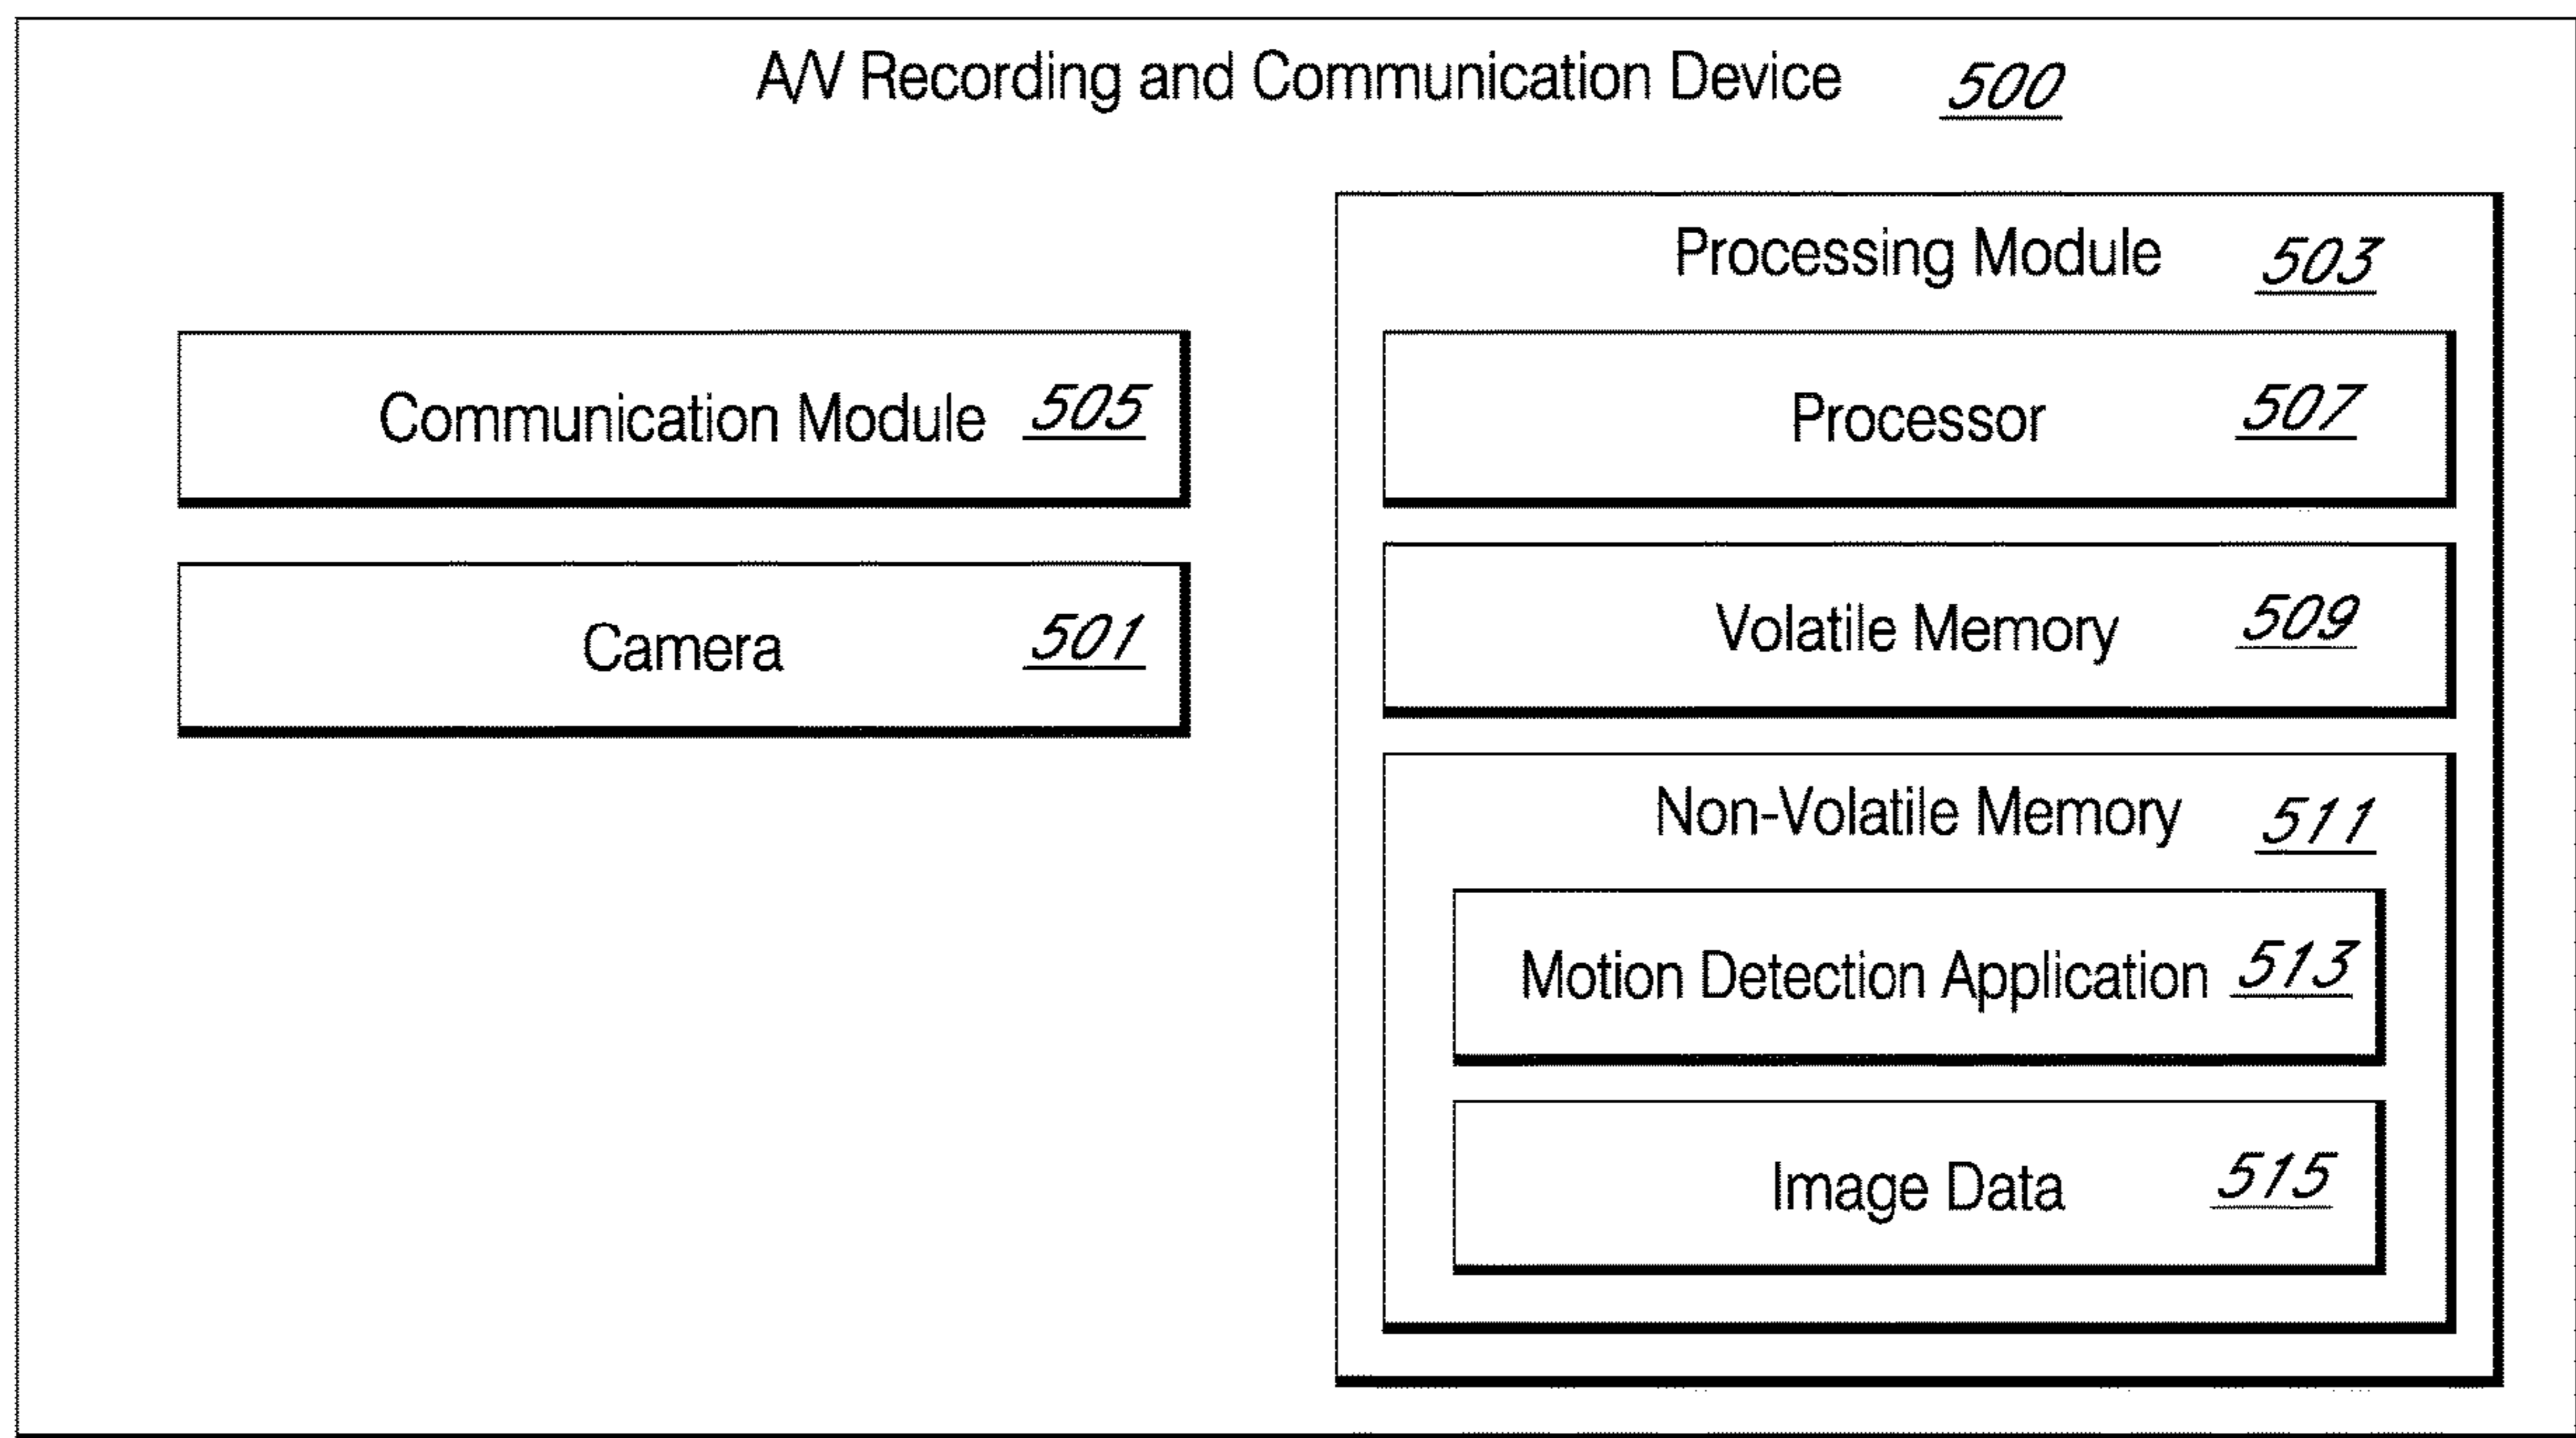 A/V Recording and Communication Device 500
Communication Module 505
Camera 501
Processing Module 503
Processor 507
Volatile Memory 509
Non-Volatile Memory 511
Motion Detection Application 513
Image Data 515